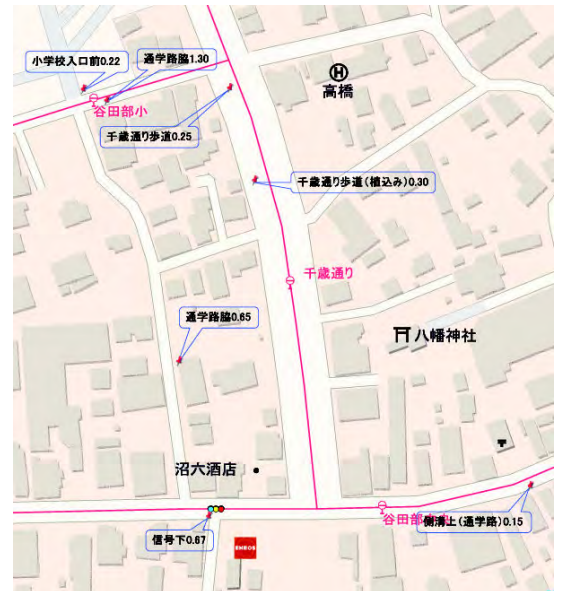 小学校入口前0.22
通学路脇1.30
高橋
谷田部小
千歳通り歩道0.25
千歳通り歩道(植込み)0.30
千歳通り
通学路脇0.65
八幡神社
沼六酒店
谷田部
側溝上(通学路)0.15
信号下0.67
ENEOS